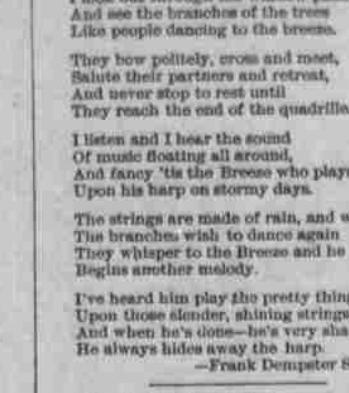 And see the branches of the trees
Like people dancing to the breeze.
They bow politely, cross and meet,
Salute their partners and retreat,
And never stop to rest until
They reach the end of the quadrille
I listen and I hear the sound
Of music floating all around,
And fancy 'tis the Breeze who play
Upon his harp on stormy days.
The strings are made of rain, and w
The branches wish to dance again
They whisper to the Breeze and he
Begins another melody.
I've heard him play the pretty thing
Upon those slender, shining strings
And when he's done—he's very sha
He always hides away the harp.
—Frank Dempster S